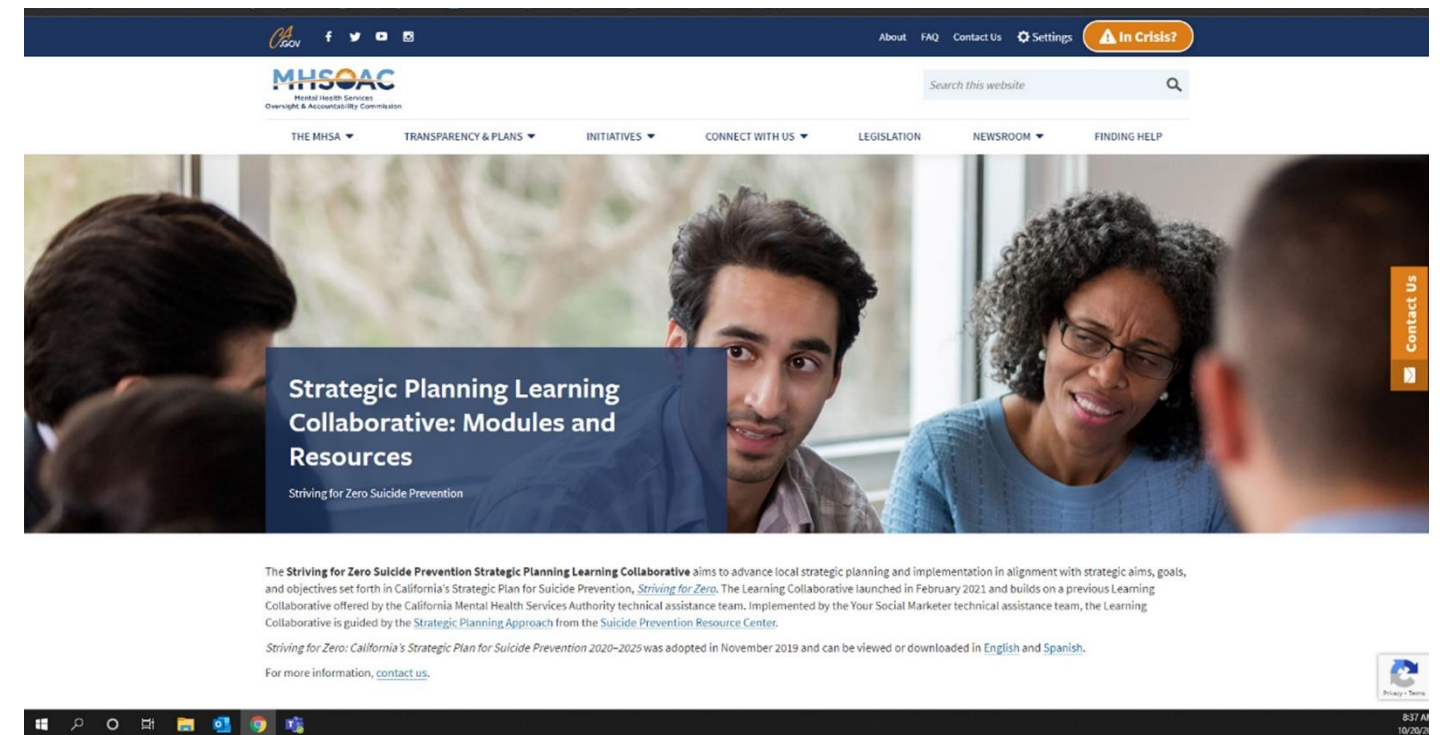 CA.GOV
About FAQ Contact Us Settings In Crisis?
MHSOAC
Mental Health Services
Oversight & Accountability Commission
Search this website
THE MHSA TRANSPARENCY & PLANS INITIATIVES CONNECT WITH US LEGISLATION NEWSROOM FINDING HELP
Strategic Planning Learning
Collaborative: Modules and
Resources
Striving for Zero Suicide Prevention
Contact Us
The Striving for Zero Suicide Prevention Strategic Planning Learning Collaborative aims to advance local strategic planning and implementation in alignment with strategic aims, goals,
and objectives set forth in California's Strategic Plan for Suicide Prevention, Striving for Zero. The Learning Collaborative launched in February 2021 and builds on a previous Learning
Collaborative offered by the California Mental Health Services Authority technical assistance team. Implemented by the Your Social Marketer technical assistance team, the Learning
Collaborative is guided by the Strategic Planning Approach from the Suicide Prevention Resource Center.
Striving for Zero: California's Strategic Plan for Suicide Prevention 2020–2025 was adopted in November 2019 and can be viewed or downloaded in English and Spanish.
For more information, contact us.
Privacy - Terms
8:37 AM
10/20/20